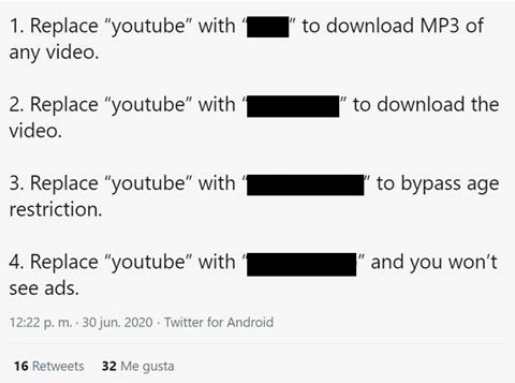 1. Replace “youtube” with “ ” to download MP3 of
any video.
2. Replace “youtube” with “ ” to download the
video.
3. Replace “youtube” with “ ” to bypass age
restriction.
4. Replace “youtube” with “ ” and you won’t
see ads.
12:22 p. m. · 30 jun. 2020 · Twitter for Android
16 Retweets 32 Me gusta